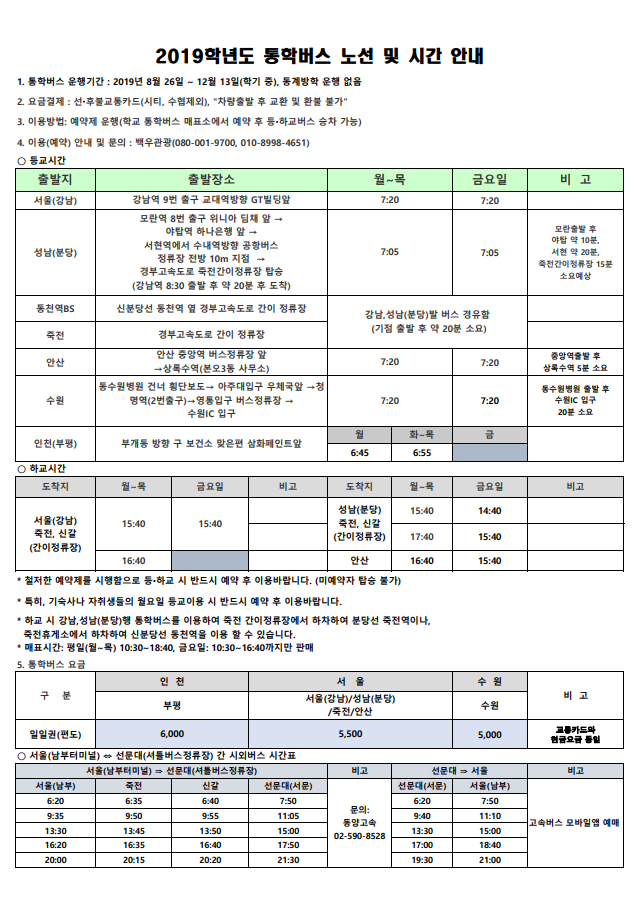 2019학년도 통학버스 노선 및 시간 안내
1. 통학버스 운행기간 : 2019년 8월 26일 ~ 12월 13일(학기 중), 동계방학 운행 없음
2. 요금결제 : 선•후불교통카드(시티, 수협제외), "차량출발 후 교환 및 환불 불가"
3. 이용방법: 예약제 운행(학교 통학버스 매표소에서 예약 후 등•하교버스 승차 가능)
4. 이용(예약) 안내 및 문의 : 백우관광(080-001-9700, 010-8998-4651)
○ 등교시간
출발지 출발장소 월~목 금요일 비 고
서울(강남) 강남역 9번 출구 교대역방향 GT빌딩앞 7:20 7:20
성남(분당)
모란역 8번 출구 위니아 딤채 앞 →
야탑역 하나은행 앞 →
서현역에서 수내역방향 공항버스
정류장 전방 10m 지점 →
경부고속도로 죽전간이정류장 탑승
(강남역 8:30 출발 후 약 20분 후 도착)
7:05 7:05
모란출발 후
야탑 약 10분,
서현 약 20분,
죽전간이정류장 15분
소요예상
동천역BS 신분당선 동천역 옆 경부고속도로 간이 정류장
죽전 경부고속도로 간이 정류장
강남,성남(분당)발 버스 경유함
(기점 출발 후 약 20분 소요)
안산
안산 중앙역 버스정류장 앞
→상록수역(본오3동 사무소)
7:20 7:20
중앙역출발 후
상록수역 5분 소요
수원
동수원병원 건너 횡단보도→ 아주대입구 우체국앞 →청
명역(2번출구)→영통입구 버스정류장 →
수원IC 입구
7:20 7:20
동수원병원 출발 후
수원IC 입구
20분 소요
인천(부평) 부개동 방향 구 보건소 맞은편 삼화페인트앞
월 화~목 금
6:45 6:55
○ 하교시간
도착지 월~목 금요일 비고 도착지 월~목 금요일 비고
서울(강남)
죽전, 신갈
(간이정류장)
15:40 15:40
16:40
성남(분당)
죽전, 신갈
(간이정류장)
15:40 14:40
17:40 15:40
안산 16:40 15:40
* 철저한 예약제를 시행함으로 등•하교 시 반드시 예약 후 이용바랍니다. (미예약자 탑승 불가)
* 특히, 기숙사나 자취생들의 월요일 등교이용 시 반드시 예약 후 이용바랍니다.
* 하교 시 강남,성남(분당)행 통학버스를 이용하여 죽전 간이정류장에서 하차하여 분당선 죽전역이나,
죽전휴게소에서 하차하여 신분당선 동천역을 이용 할 수 있습니다.
* 매표시간: 평일(월~목) 10:30~18:40, 금요일: 10:30~16:40까지만 판매
5. 통학버스 요금
구 분 인 천 서 울 수 원 비 고
부평
서울(강남)/성남(분당)
/죽전/안산
수원
일일권(편도) 6,000 5,500 5,000
교통카드와
현금요금 동일
○ 서울(남부터미널) ⇔ 선문대(셔틀버스정류장) 간 시외버스 시간표
서울(남부터미널) ⇒ 선문대(셔틀버스정류장) 비고 선문대 ⇒ 서울 비고
서울(남부) 죽전 신갈 선문대(서문) 선문대(서문) 서울(남부)
6:20 6:35 6:40 7:50 6:20 7:50
9:35 9:50 9:55 11:05 9:40 11:10
13:30 13:45 13:50 15:00 13:30 15:00
16:20 16:35 16:40 17:50 17:00 18:40
20:00 20:15 20:20 21:30 19:30 21:00
문의:
동양고속
02-590-8528
고속버스 모바일앱 예매